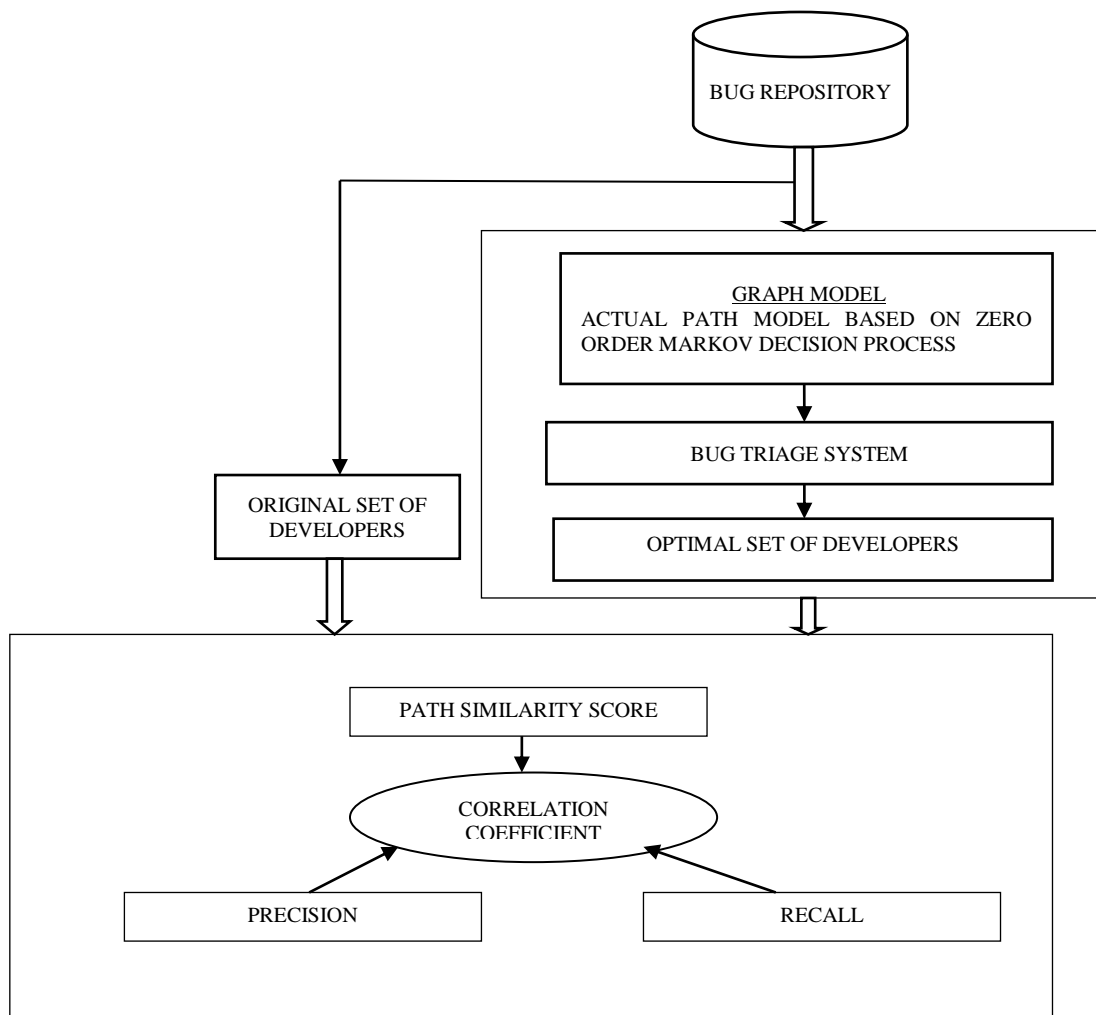 BUG REPOSITORY
GRAPH MODEL
ACTUAL PATH MODEL BASED ON ZERO
ORDER MARKOV DECISION PROCESS
BUG TRIAGE SYSTEM
ORIGINAL SET OF
DEVELOPERS
OPTIMAL SET OF DEVELOPERS
PATH SIMILARITY SCORE
CORRELATION
COEFFICIENT
PRECISION
RECALL